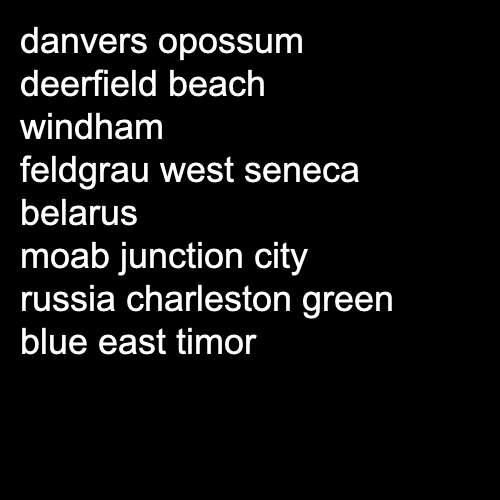 danvers opossum
deerfield beach
windham
feldgrau west seneca
belarus
moab junction city
russia charleston green
blue east timor